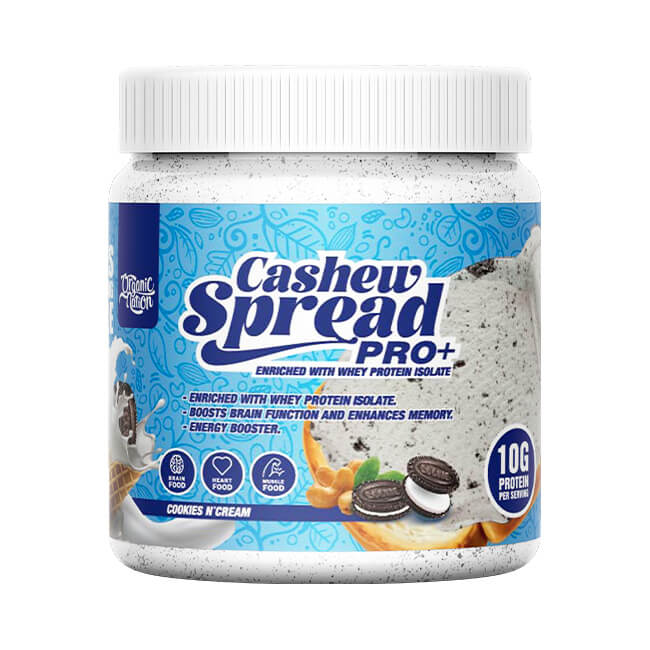 Organic
Nation
Cashew
Spread
PRO+
ENRICHED WITH WHEY PROTEIN ISOLATE
- ENRICHED WITH WHEY PROTEIN ISOLATE.
- BOOSTS BRAIN FUNCTION AND ENHANCES MEMORY.
- ENERGY BOOSTER.
BRAIN
FOOD
HEART
FOOD
MUSCLE
FOOD
10G
PROTEIN
PER SERVING
COOKIES N'CREAM